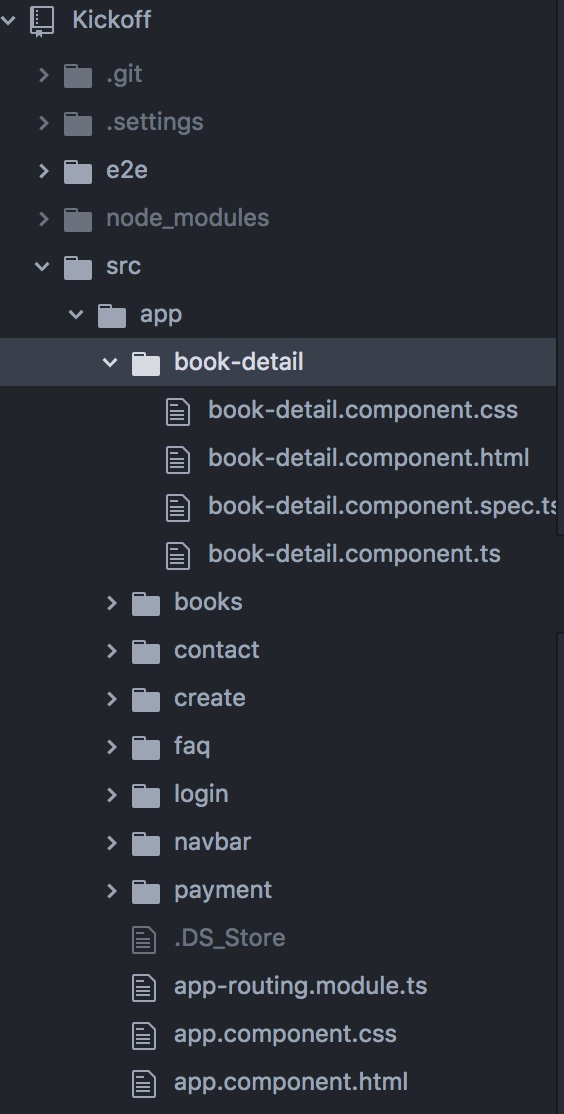 Kickoff
.git
.settings
e2e
node_modules
src
app
book-detail
book-detail.component.css
book-detail.component.html
book-detail.component.spec.ts
book-detail.component.ts
books
contact
create
faq
login
navbar
payment
.DS_Store
app-routing.module.ts
app.component.css
app.component.html